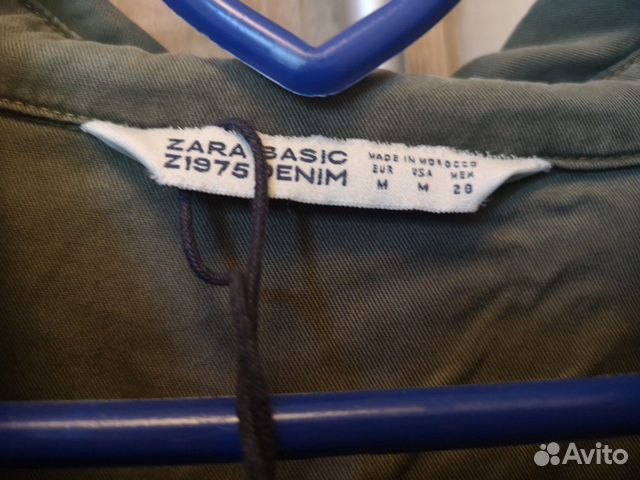 ZARA BASIC
Z1975 DENIM
MADE IN MOROCCO
EUR USA MEX
M M 28
Avito